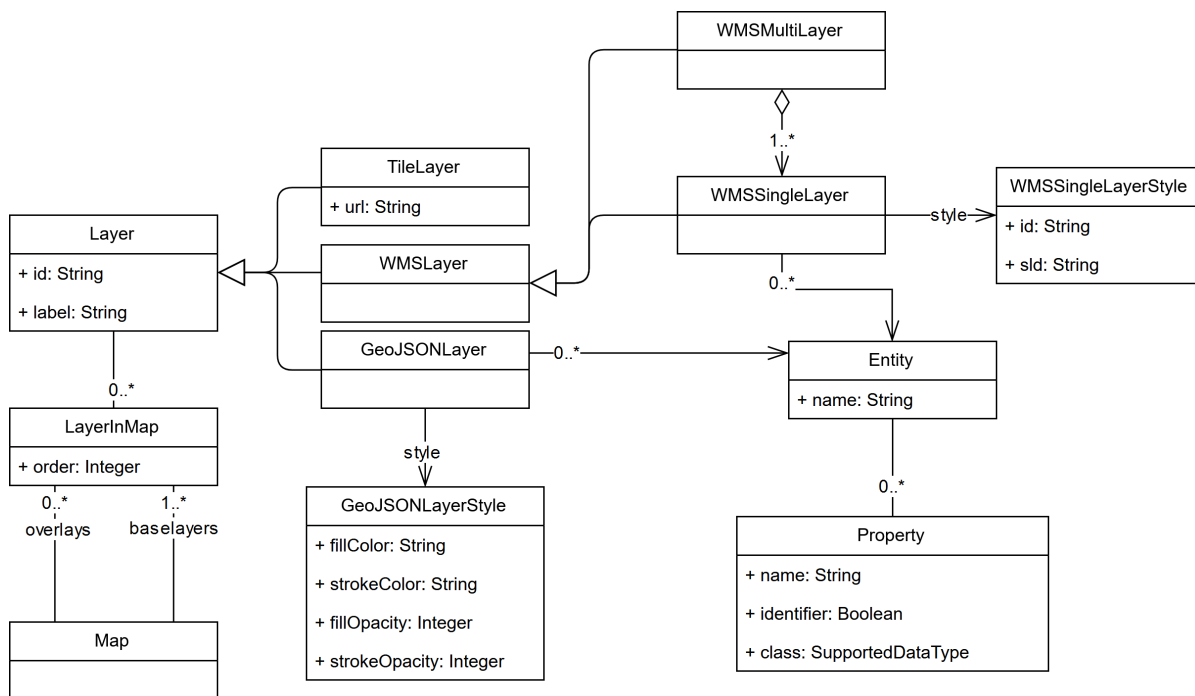 WMSMultiLayer
1..*
TileLayer
+ url: String
WMSSingleLayer
style
WMSSingleLayerStyle
+ id: String
+ sld: String
Layer
+ id: String
+ label: String
WMSLayer
0..*
GeoJSONLayer
0..*
Entity
+ name: String
0..*
LayerInMap
+ order: Integer
style
0..*
overlays
1..*
baselayers
GeoJSONLayerStyle
+ fillColor: String
+ strokeColor: String
+ fillOpacity: Integer
+ strokeOpacity: Integer
0..*
Property
+ name: String
+ identifier: Boolean
+ class: SupportedDataType
Map